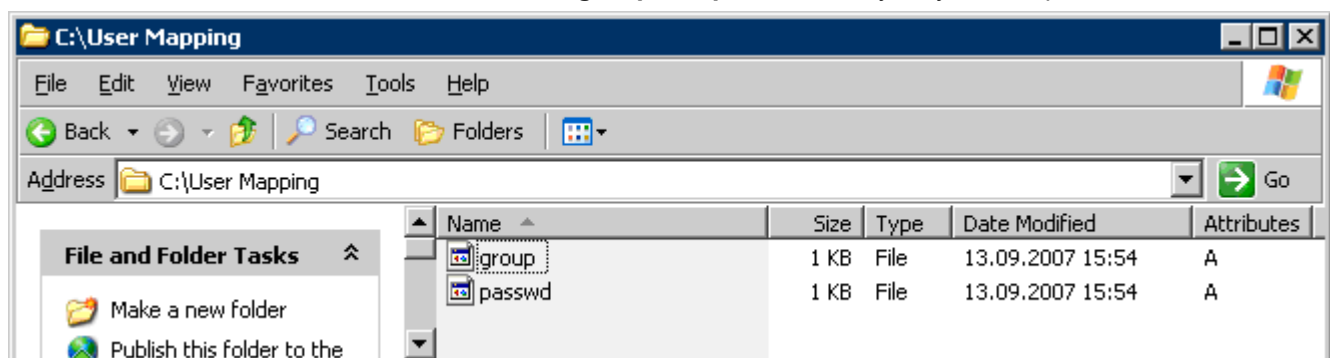 C:\User Mapping
File Edit View Favorites Tools Help
Back Search Folders
Address C:\User Mapping Go
Name Size Type Date Modified Attributes
File and Folder Tasks
group 1 KB File 13.09.2007 15:54 A
passwd 1 KB File 13.09.2007 15:54 A
Make a new folder
Publish this folder to the